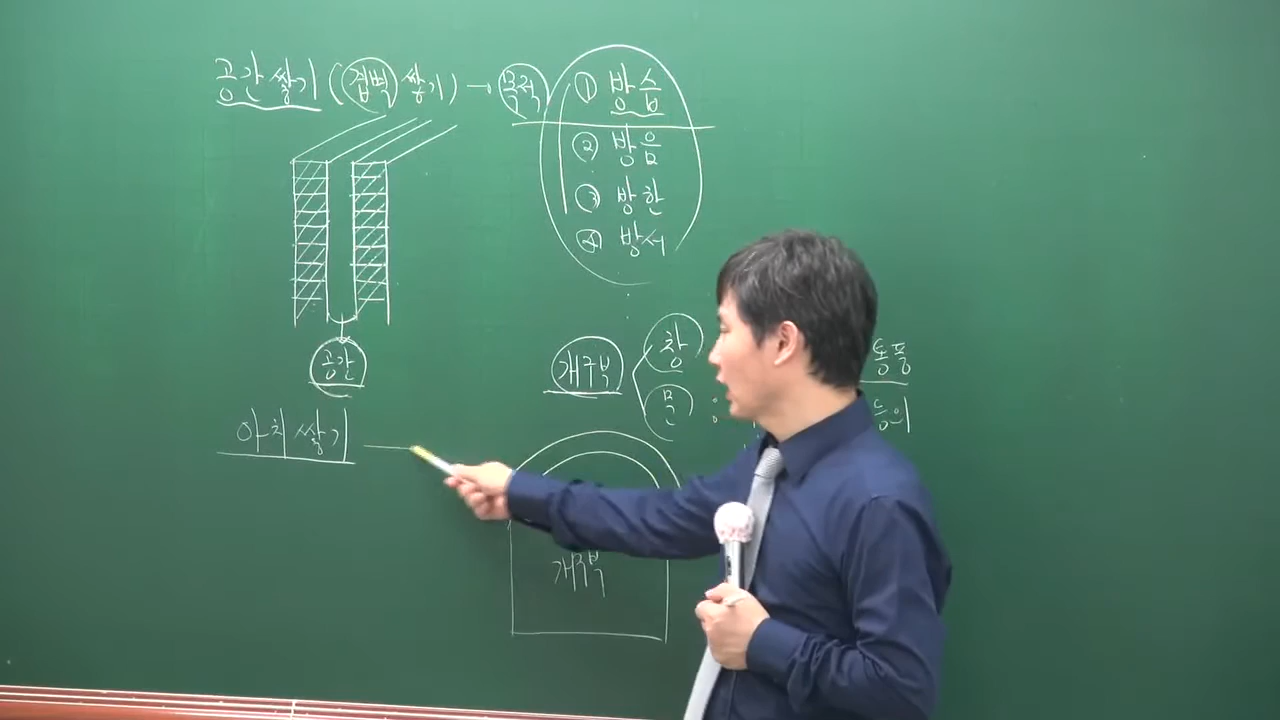 공간쌓기(겹벽쌓기) → 목적 ① 방습
② 방음
③ 방한
④ 방서
공간
개구부 창
문
통풍
등의
아치쌓기
개구부